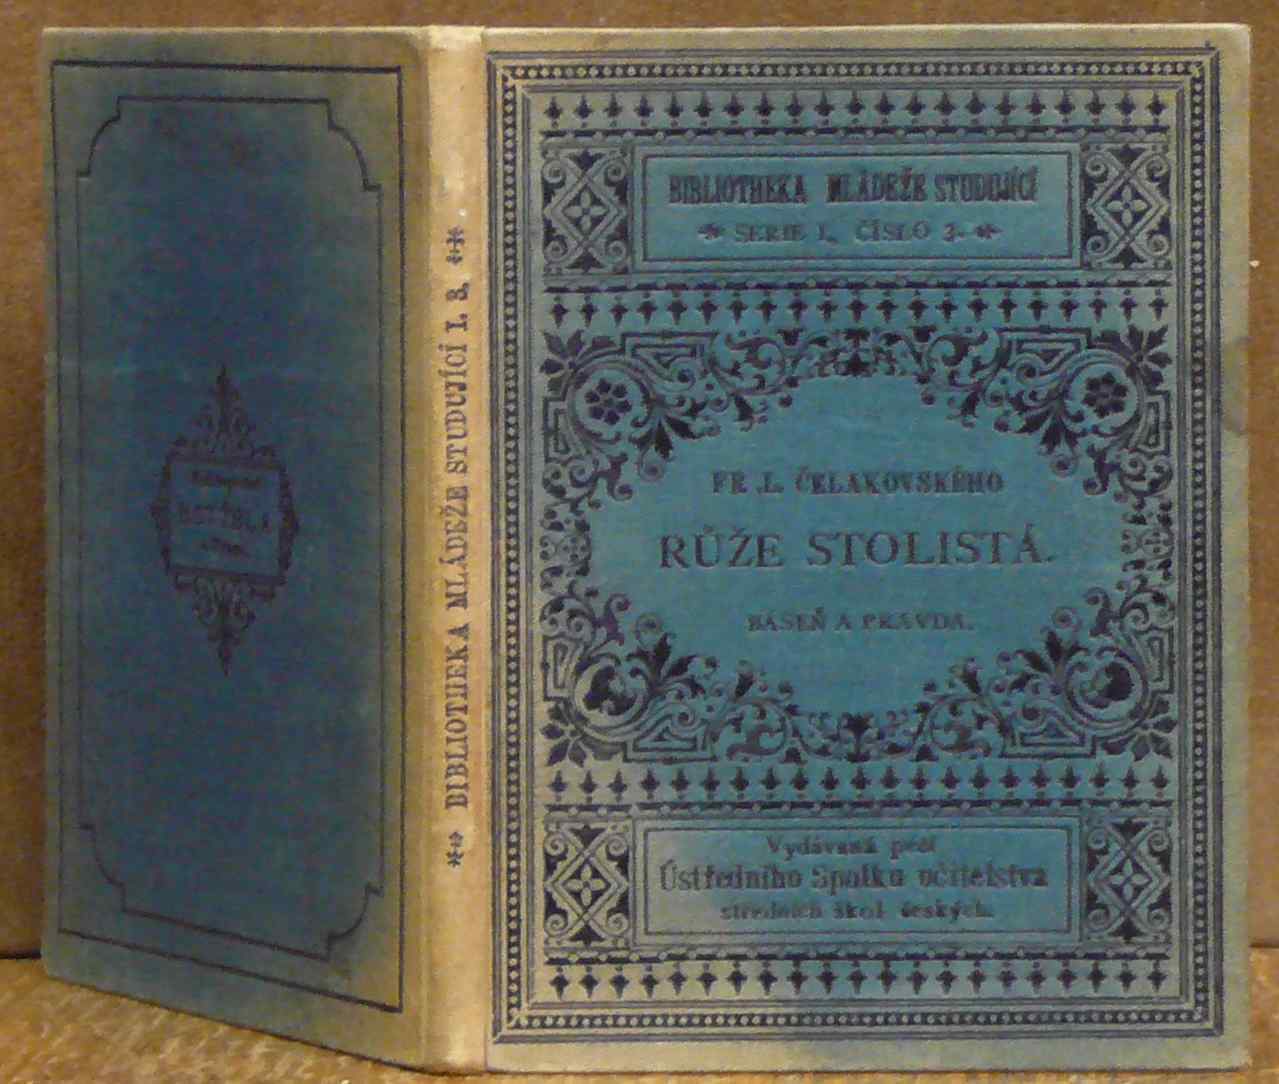 BIBLIOTHEKA MLÁDEŽE STUDUJÍCÍ
SERIE I. ČÍSLO 3.
FR. L. ČELAKOVSKÉHO
RŮŽE STOLISTÁ.
BÁSEŇ A PRAVDA.
Vydávaná péčí
Ústředního Spolku učitelstva
středních škol českých.
BIBLIOTHEKA MLÁDEŽE STUDUJÍCÍ I. 3.